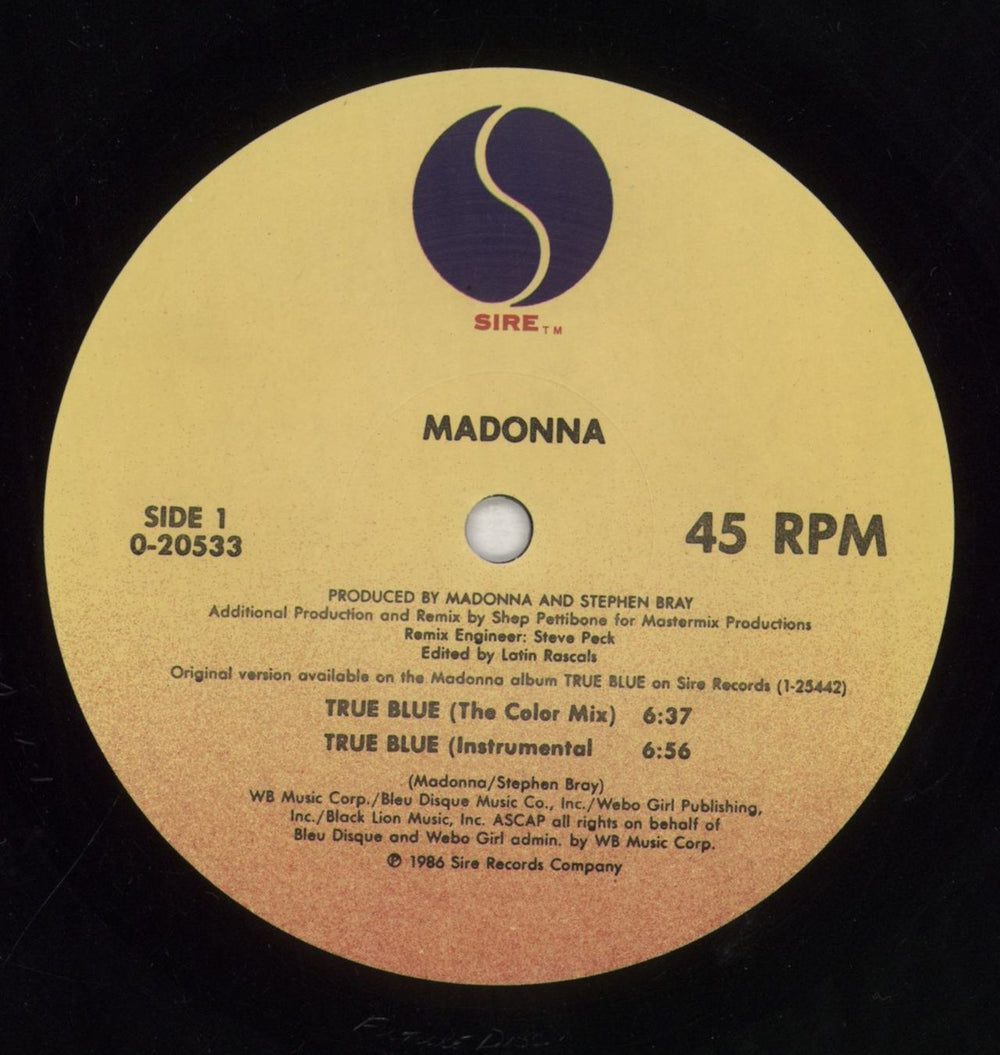 SIRE TM
MADONNA
SIDE 1
0-20533
45 RPM
PRODUCED BY MADONNA AND STEPHEN BRAY
Additional Production and Remix by Shep Pettibone for Mastermix Productions
Remix Engineer: Steve Peck
Edited by Latin Rascals
Original version available on the Madonna album TRUE BLUE on Sire Records (1-25442)
TRUE BLUE (The Color Mix) 6:37
TRUE BLUE (Instrumental 6:56
(Madonna/Stephen Bray)
WB Music Corp./Bleu Disque Music Co., Inc./Webo Girl Publishing,
Inc./Black Lion Music, Inc. ASCAP all rights on behalf of
Bleu Disque and Webo Girl admin. by WB Music Corp.
℗ 1986 Sire Records Company